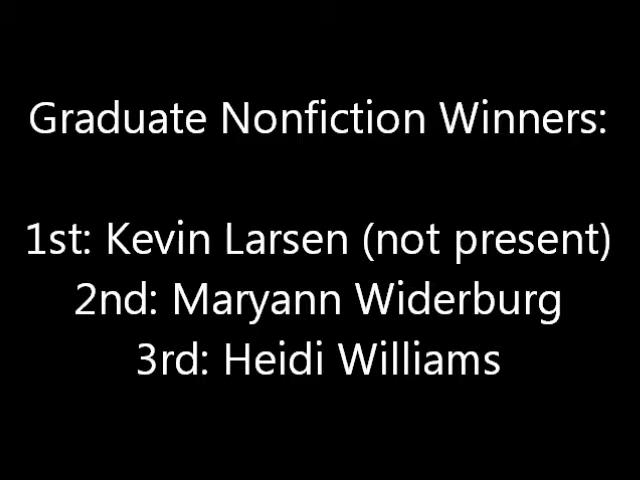 Graduate Nonfiction Winners:
1st: Kevin Larsen (not present)
2nd: Maryann Widerburg
3rd: Heidi Williams